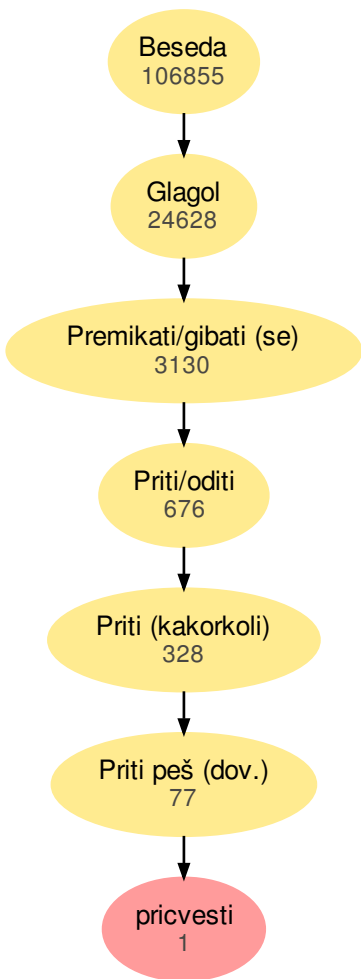 Beseda
106855
Glagol
24628
Premikati/gibati (se)
3130
Priti/oditi
676
Priti (kakorkoli)
328
Priti peš (dov.)
77
pricvesti
1